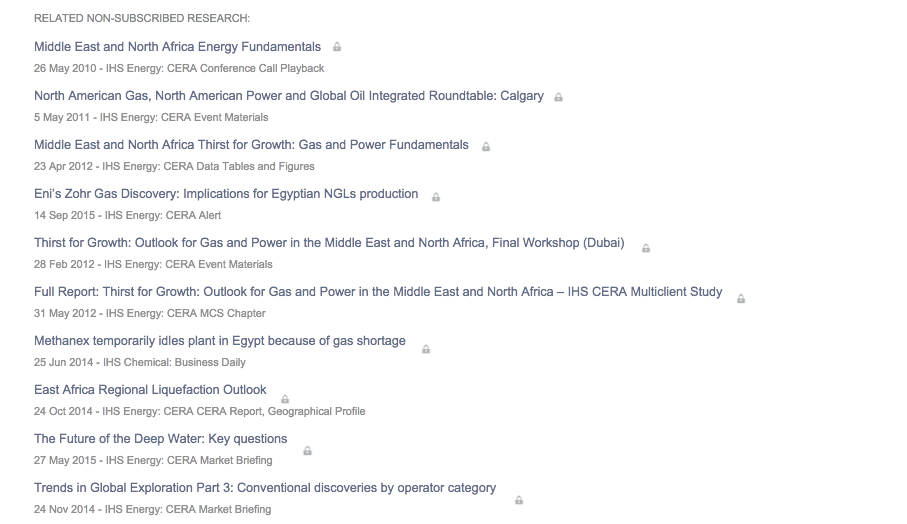 RELATED NON-SUBSCRIBED RESEARCH:
Middle East and North Africa Energy Fundamentals
26 May 2010 - IHS Energy: CERA Conference Call Playback
North American Gas, North American Power and Global Oil Integrated Roundtable: Calgary
5 May 2011 - IHS Energy: CERA Event Materials
Middle East and North Africa Thirst for Growth: Gas and Power Fundamentals
23 Apr 2012 - IHS Energy: CERA Data Tables and Figures
Eni's Zohr Gas Discovery: Implications for Egyptian NGLs production
14 Sep 2015 - IHS Energy: CERA Alert
Thirst for Growth: Outlook for Gas and Power in the Middle East and North Africa, Final Workshop (Dubai)
28 Feb 2012 - IHS Energy: CERA Event Materials
Full Report: Thirst for Growth: Outlook for Gas and Power in the Middle East and North Africa – IHS CERA Multiclient Study
31 May 2012 - IHS Energy: CERA MCS Chapter
Methanex temporarily idles plant in Egypt because of gas shortage
25 Jun 2014 - IHS Chemical: Business Daily
East Africa Regional Liquefaction Outlook
24 Oct 2014 - IHS Energy: CERA CERA Report, Geographical Profile
The Future of the Deep Water: Key questions
27 May 2015 - IHS Energy: CERA Market Briefing
Trends in Global Exploration Part 3: Conventional discoveries by operator category
24 Nov 2014 - IHS Energy: CERA Market Briefing